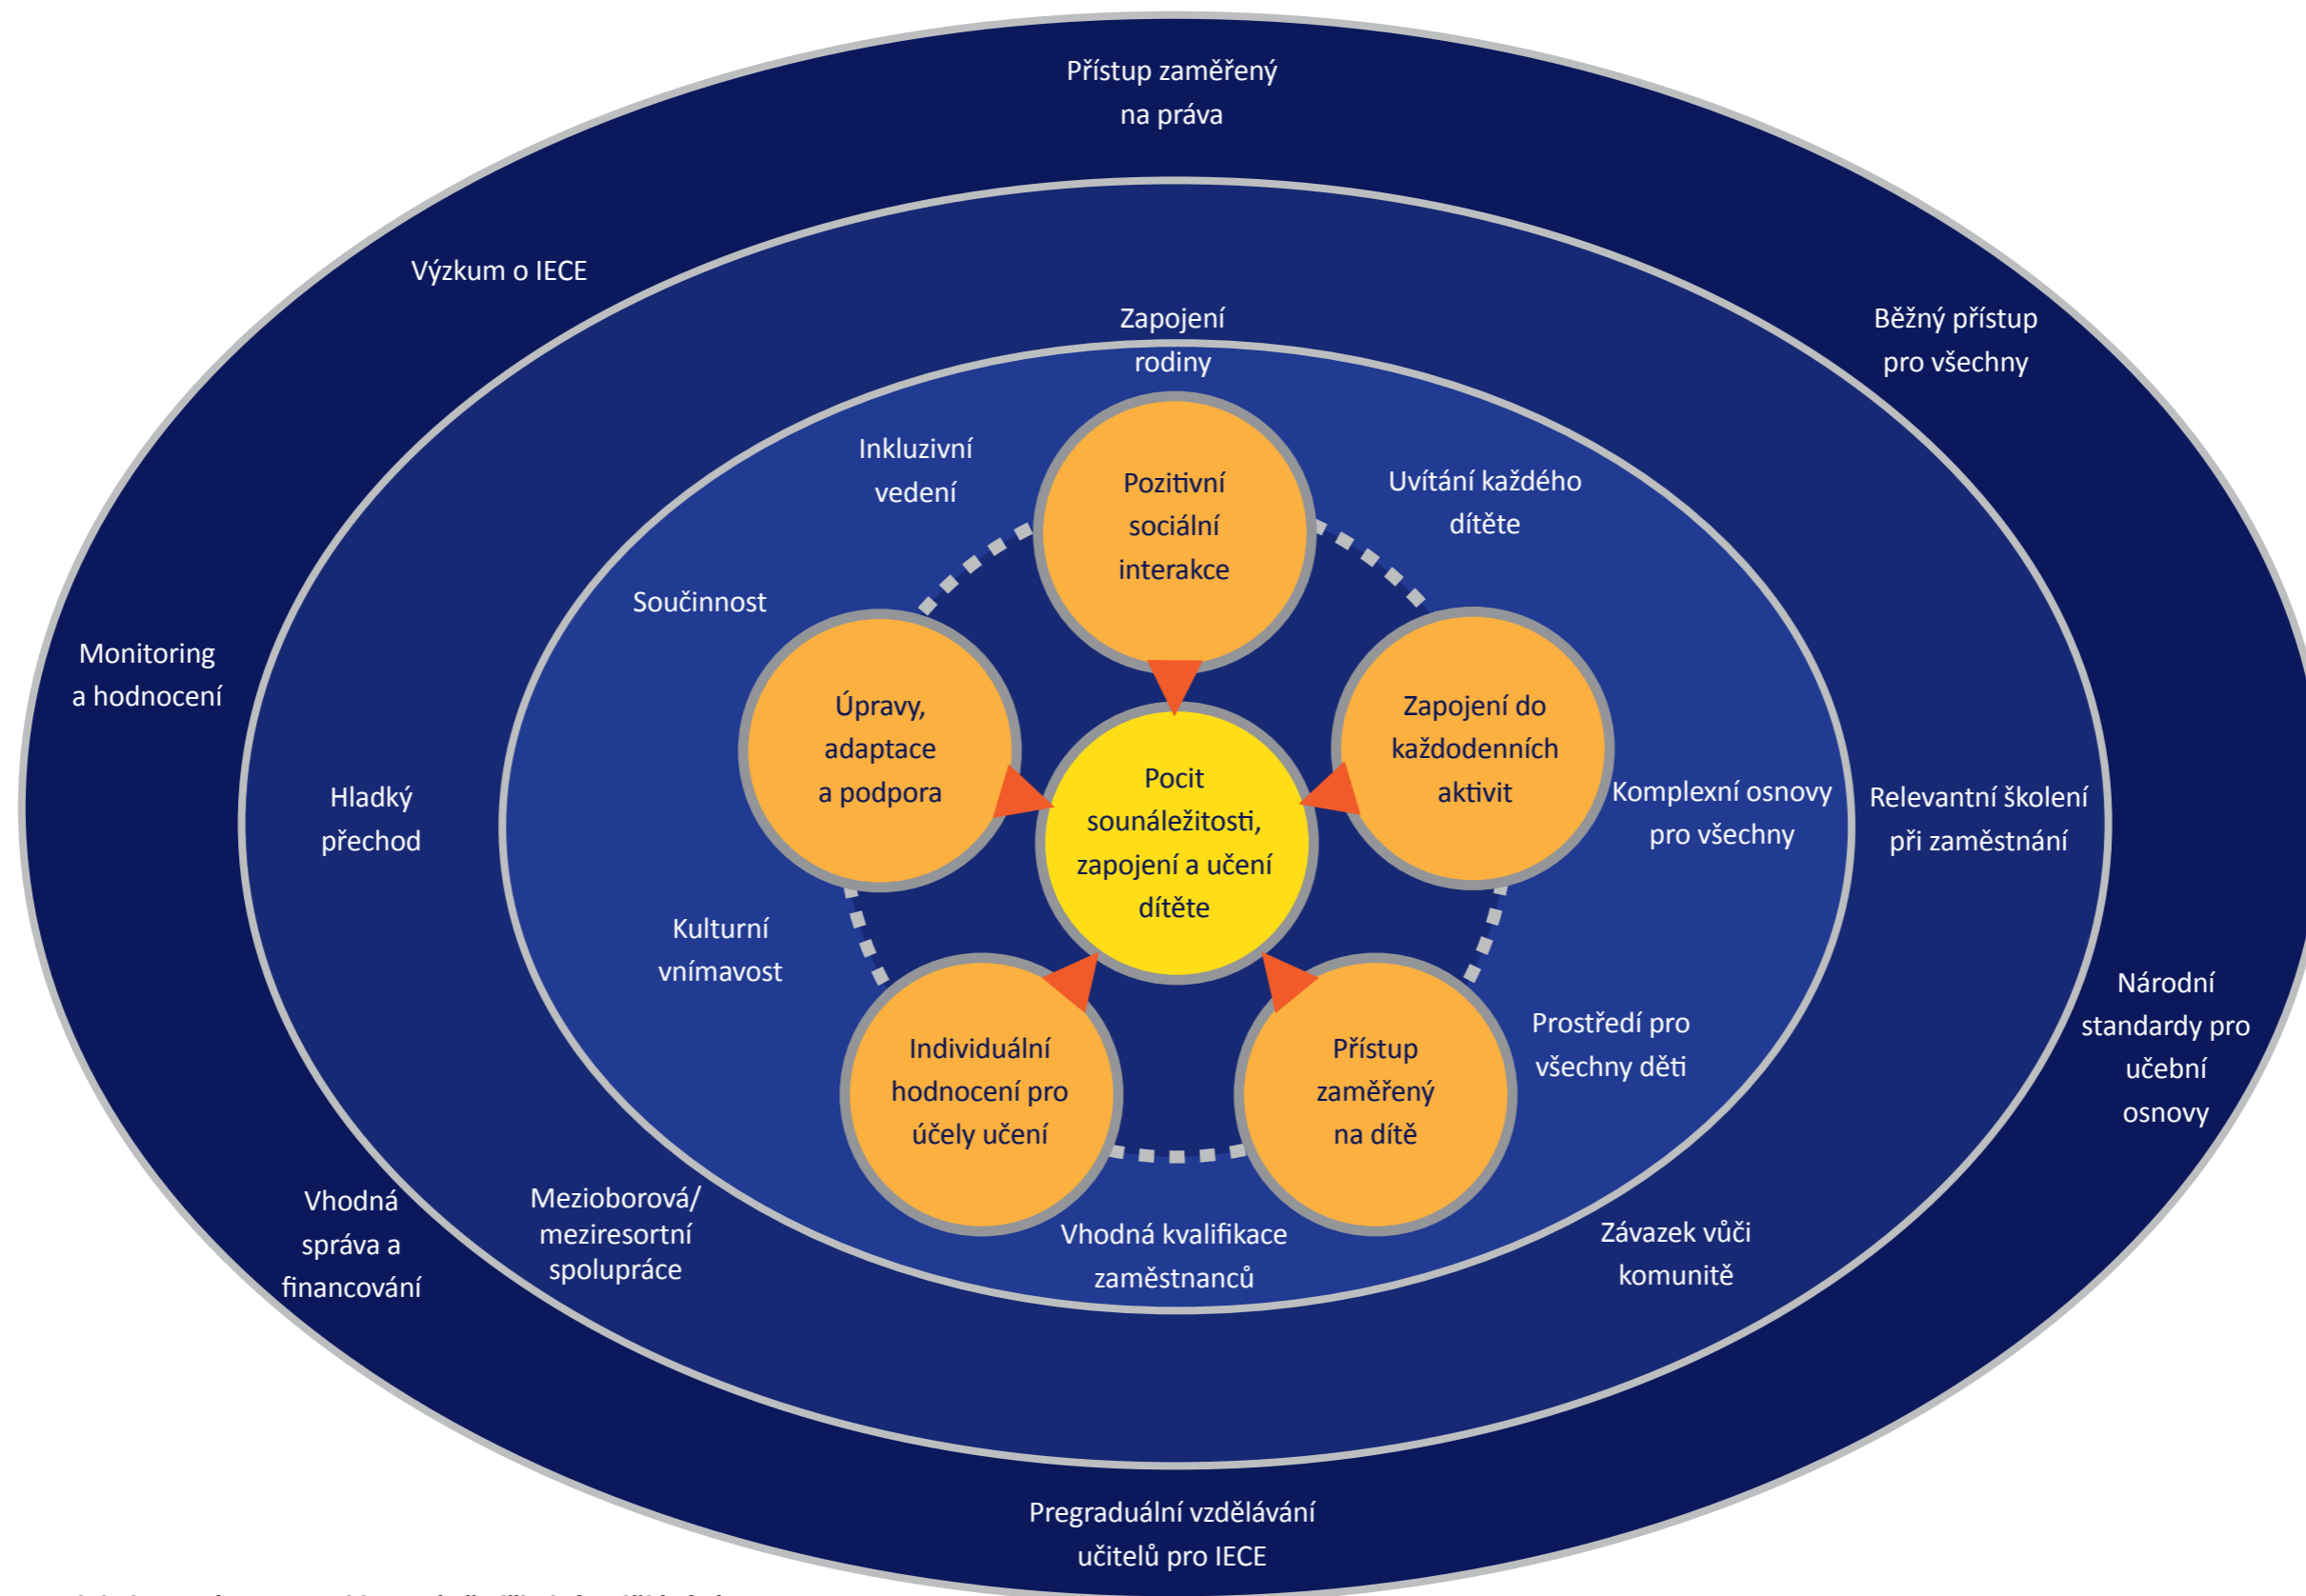 Přístup zaměřený
na práva
Výzkum o IECE
Běžný přístup
pro všechny
Monitoring
a hodnocení
Národní
standardy pro
učební
osnovy
Vhodná
správa a
financování
Pregraduální vzdělávání
učitelů pro IECE
Zapojení
rodiny
Hladký
přechod
Relevantní školení
při zaměstnání
Mezioborová/
meziresortní
spolupráce
Závazek vůči
komunitě
Inkluzivní
vedení
Uvítání každého
dítěte
Součinnost
Komplexní osnovy
pro všechny
Kulturní
vnímavost
Prostředí pro
všechny děti
Vhodná kvalifikace
zaměstnanců
Pozitivní
sociální
interakce
Úpravy,
adaptace
a podpora
Zapojení do
každodenních
aktivit
Individuální
hodnocení pro
účely učení
Přístup
zaměřený
na dítě
Pocit
sounáležitosti,
zapojení a učení
dítěte